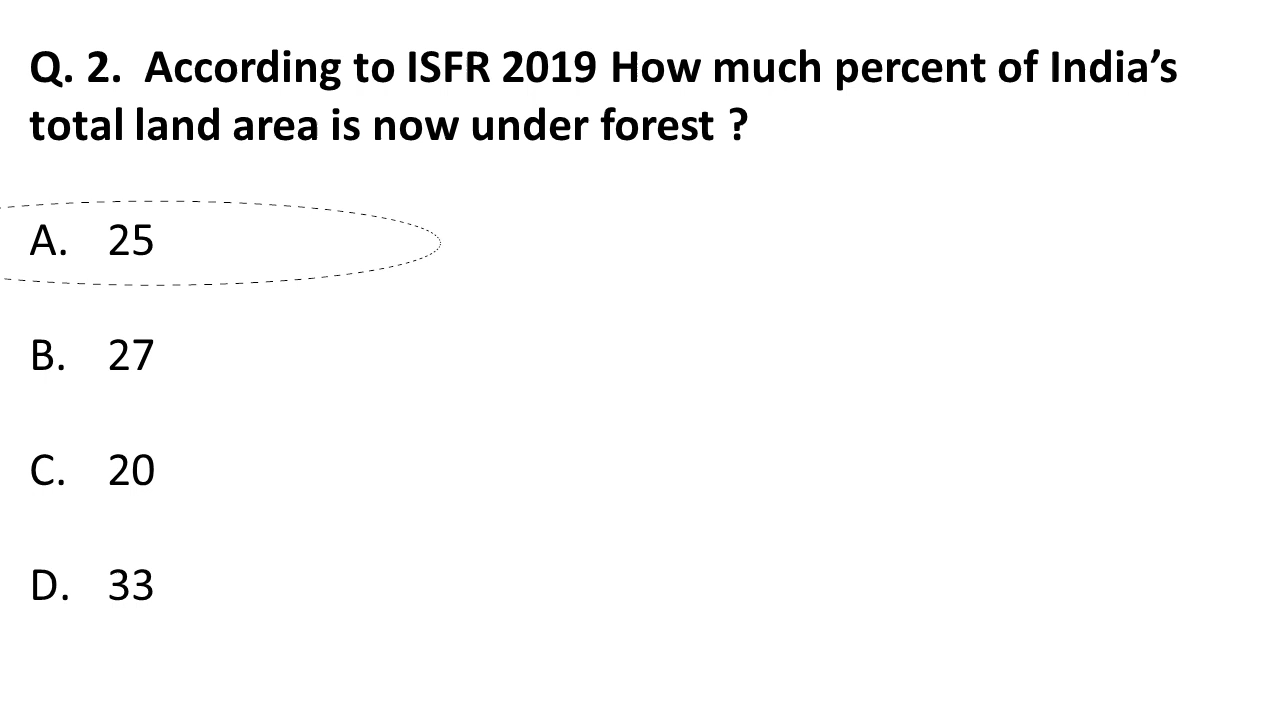 Q. 2.  According to ISFR 2019 How much percent of India’s
total land area is now under forest ?
A. 25
B. 27
C. 20
D. 33